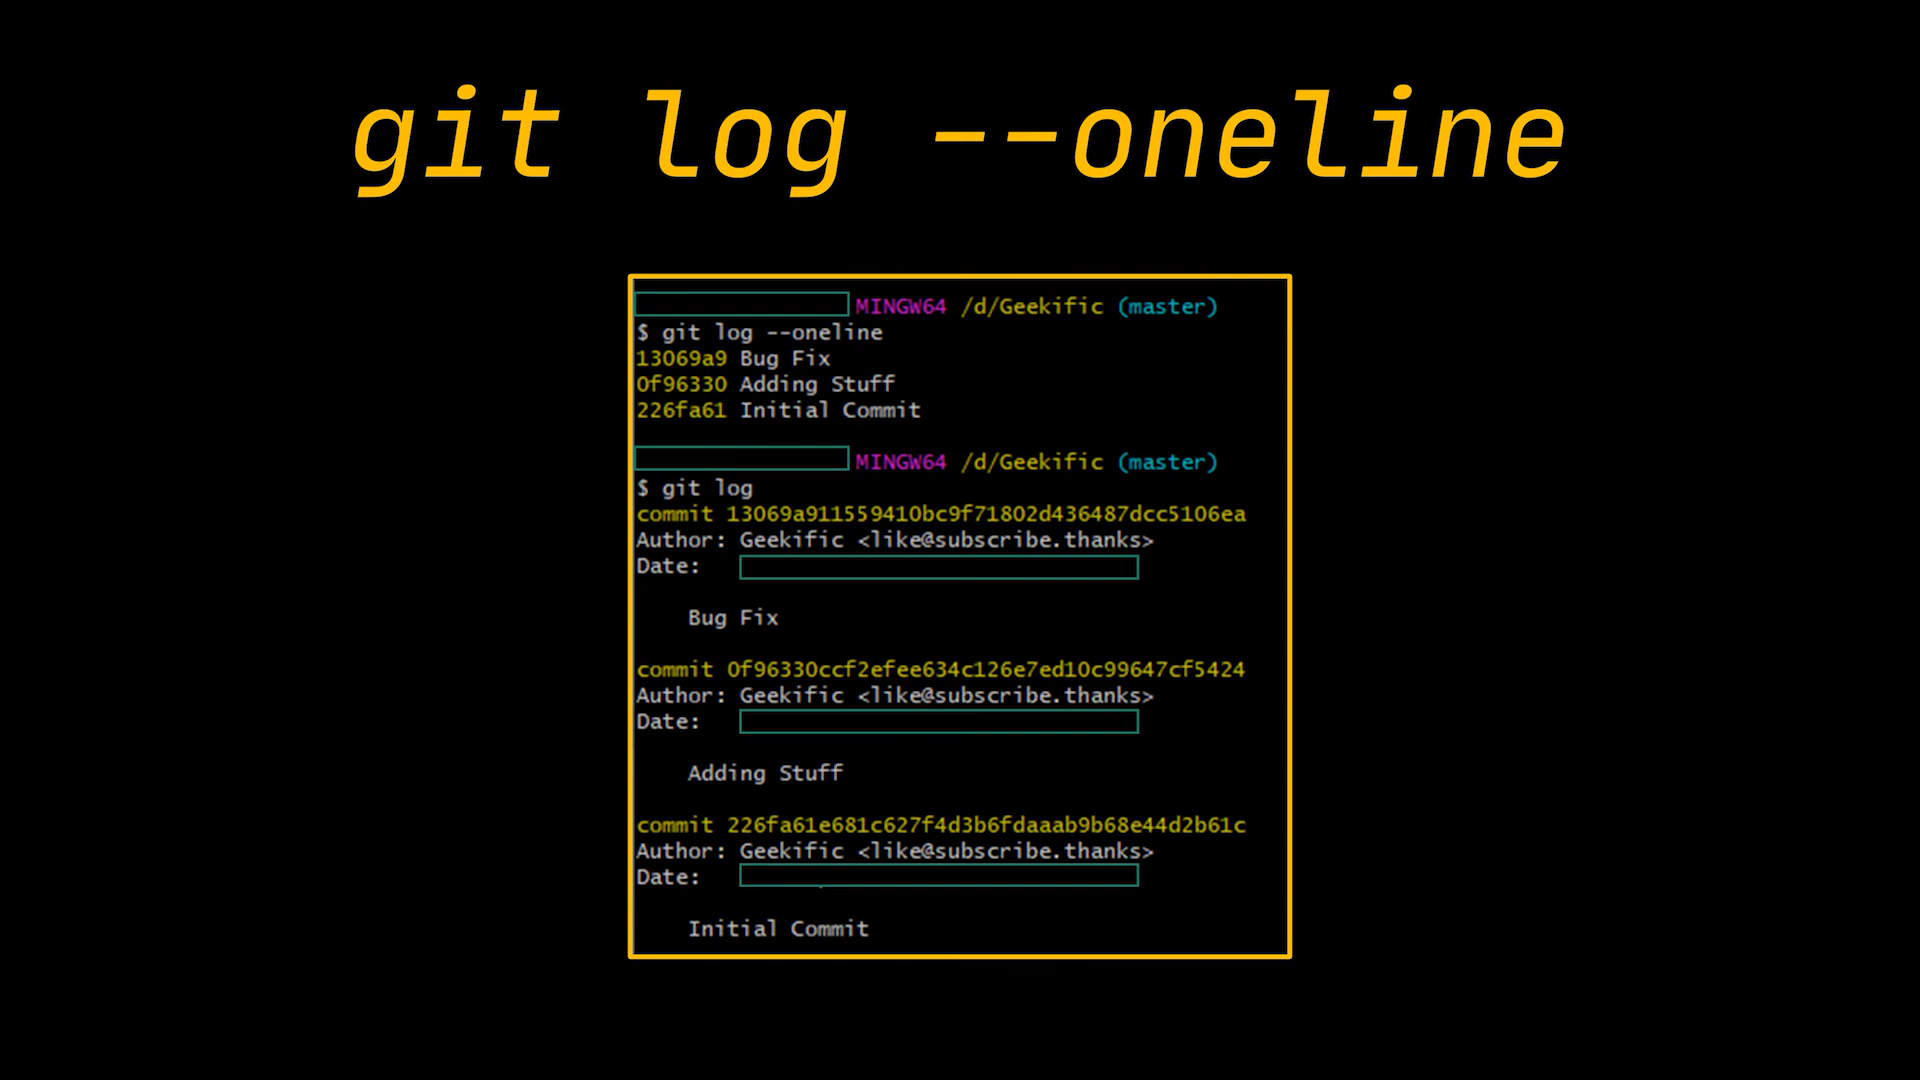 git log --oneline
MINGW64 /d/Geekific (master)
$ git log --oneline
13069a9 Bug Fix
0f96330 Adding Stuff
226fa61 Initial Commit
MINGW64 /d/Geekific (master)
$ git log
commit 13069a911559410bc9f71802d436487dcc5106ea
Author: Geekific <like@subscribe.thanks>
Date:
Bug Fix
commit 0f96330ccf2efee634c126e7ed10c99647cf5424
Author: Geekific <like@subscribe.thanks>
Date:
Adding Stuff
commit 226fa61e681c627f4d3b6fdaaab9b68e44d2b61c
Author: Geekific <like@subscribe.thanks>
Date:
Initial Commit